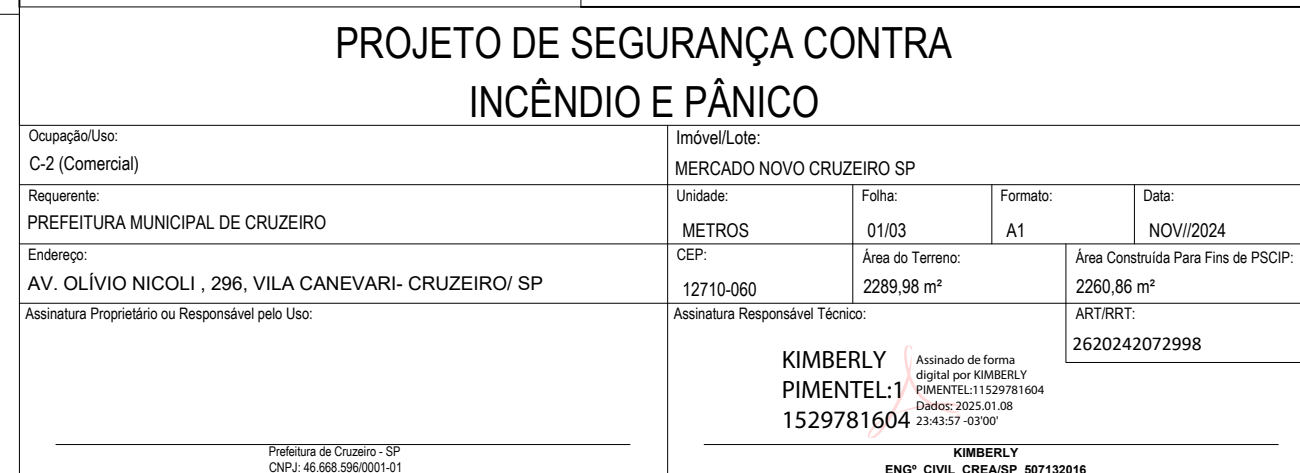 PROJETO DE SEGURANÇA CONTRA
INCÊNDIO E PÂNICO
Ocupação/Uso:
C-2 (Comercial)
Imóvel/Lote:
MERCADO NOVO CRUZEIRO SP
Requerente:
PREFEITURA MUNICIPAL DE CRUZEIRO
Unidade:
METROS
Folha:
01/03
Formato:
A1
Data:
NOV//2024
Endereço:
AV. OLÍVIO NICOLI , 296, VILA CANEVARI- CRUZEIRO/ SP
CEP:
12710-060
Área do Terreno:
2289,98 m²
Área Construída Para Fins de PSCIP:
2260,86 m²
Assinatura Proprietário ou Responsável pelo Uso:
Prefeitura de Cruzeiro - SP
CNPJ: 46.668.596/0001-01
Assinatura Responsável Técnico:
ART/RRT:
2620242072998
KIMBERLY
PIMENTEL:1
1529781604
Assinado de forma
digital por KIMBERLY
PIMENTEL:11529781604
Dados: 2025.01.08
23:43:57 -03'00'
KIMBERLY
ENGº CIVIL CREA/SP 507132016